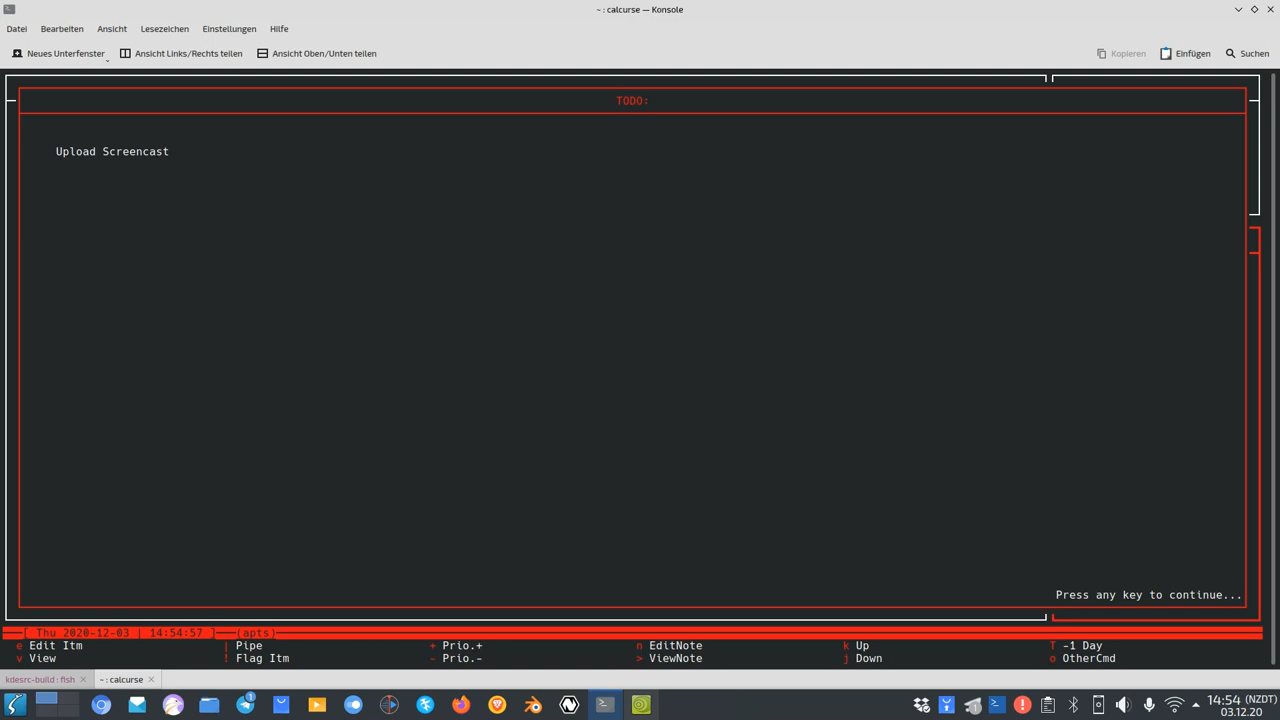 ~ : calcurse — Konsole
Datei Bearbeiten Ansicht Lesezeichen Einstellungen Hilfe
Neues Unterfenster Ansicht Links/Rechts teilen Ansicht Oben/Unten teilen Kopieren Einfügen Suchen
TODO:
Upload Screencast
Press any key to continue...
[ Thu 2020-12-03 | 14:54:57 ] (apts)
e Edit Itm | Pipe + Prio.+ n EditNote k Up T -1 Day
v View ! Flag Itm - Prio.- > ViewNote j Down o OtherCmd
kdesrc-build : fish ~ : calcurse
1
14:54 (NZDT)
03.12.20